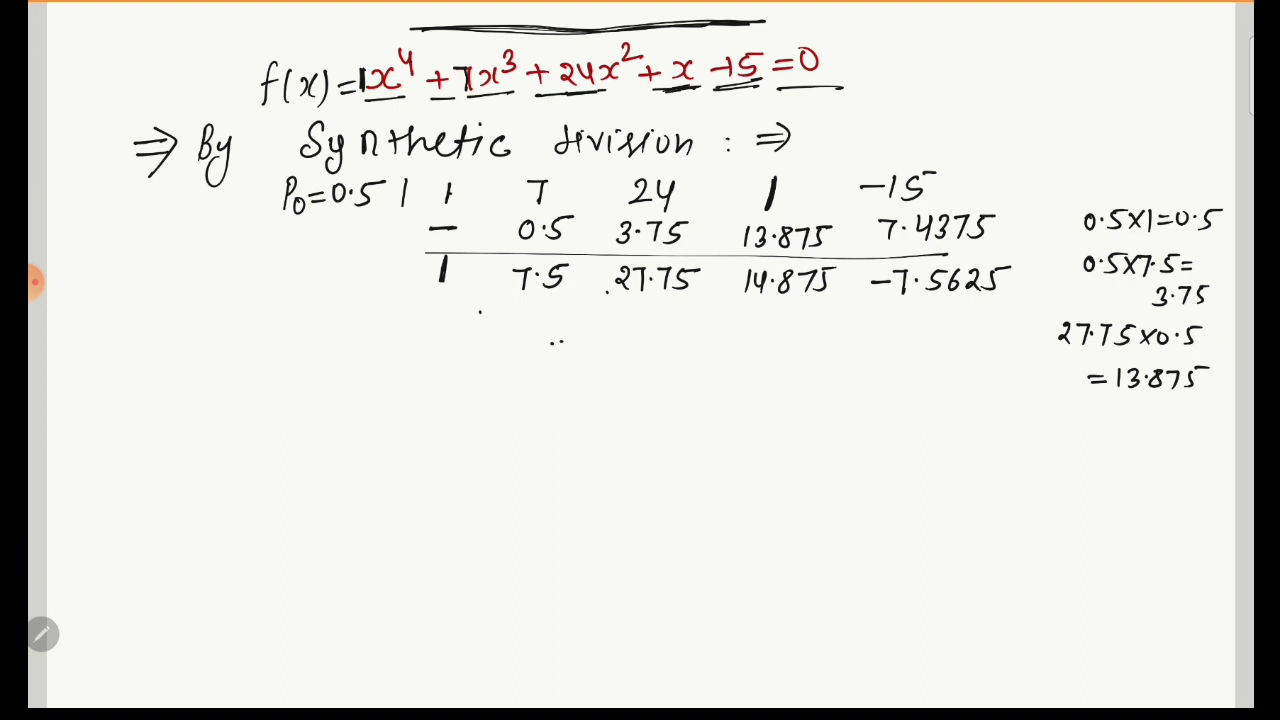 f(x)=1x⁴ + 7x³ + 24x² + x -15 = 0
⇒ By Synthetic division : ⇒
P₀=0.5 | 1 7 24 1 -15
- 0.5 3.75 13.875 7.4375
1 7.5 27.75 14.875 -7.5625
0.5×1=0.5
0.5×7.5=
3.75
27.75×0.5
=13.875